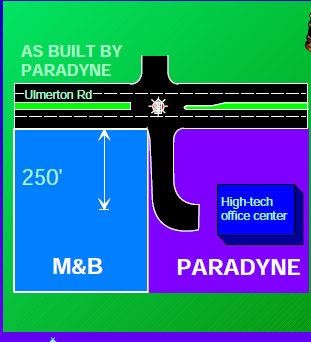 AS BUILT BY
PARADYNE
Ulmerton Rd
250'
High-tech
office center
M&B
PARADYNE